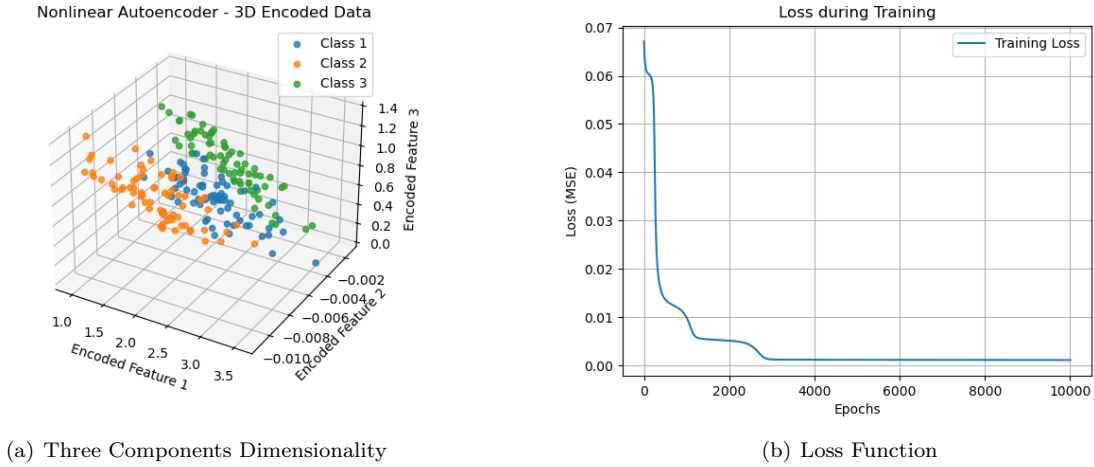 Nonlinear Autoencoder - 3D Encoded Data
Class 1
Class 2
Class 3
1.4
1.2
1.0
0.8
0.6
0.4
0.2
0.0
Encoded Feature 3
−0.002
−0.004
−0.006
−0.008
−0.010
Encoded Feature 2
1.0
1.5
2.0
2.5
3.0
3.5
Encoded Feature 1
(a) Three Components Dimensionality
Loss during Training
Training Loss
0.07
0.06
0.05
0.04
0.03
0.02
0.01
0.00
Loss (MSE)
0 2000 4000 6000 8000 10000
Epochs
(b) Loss Function